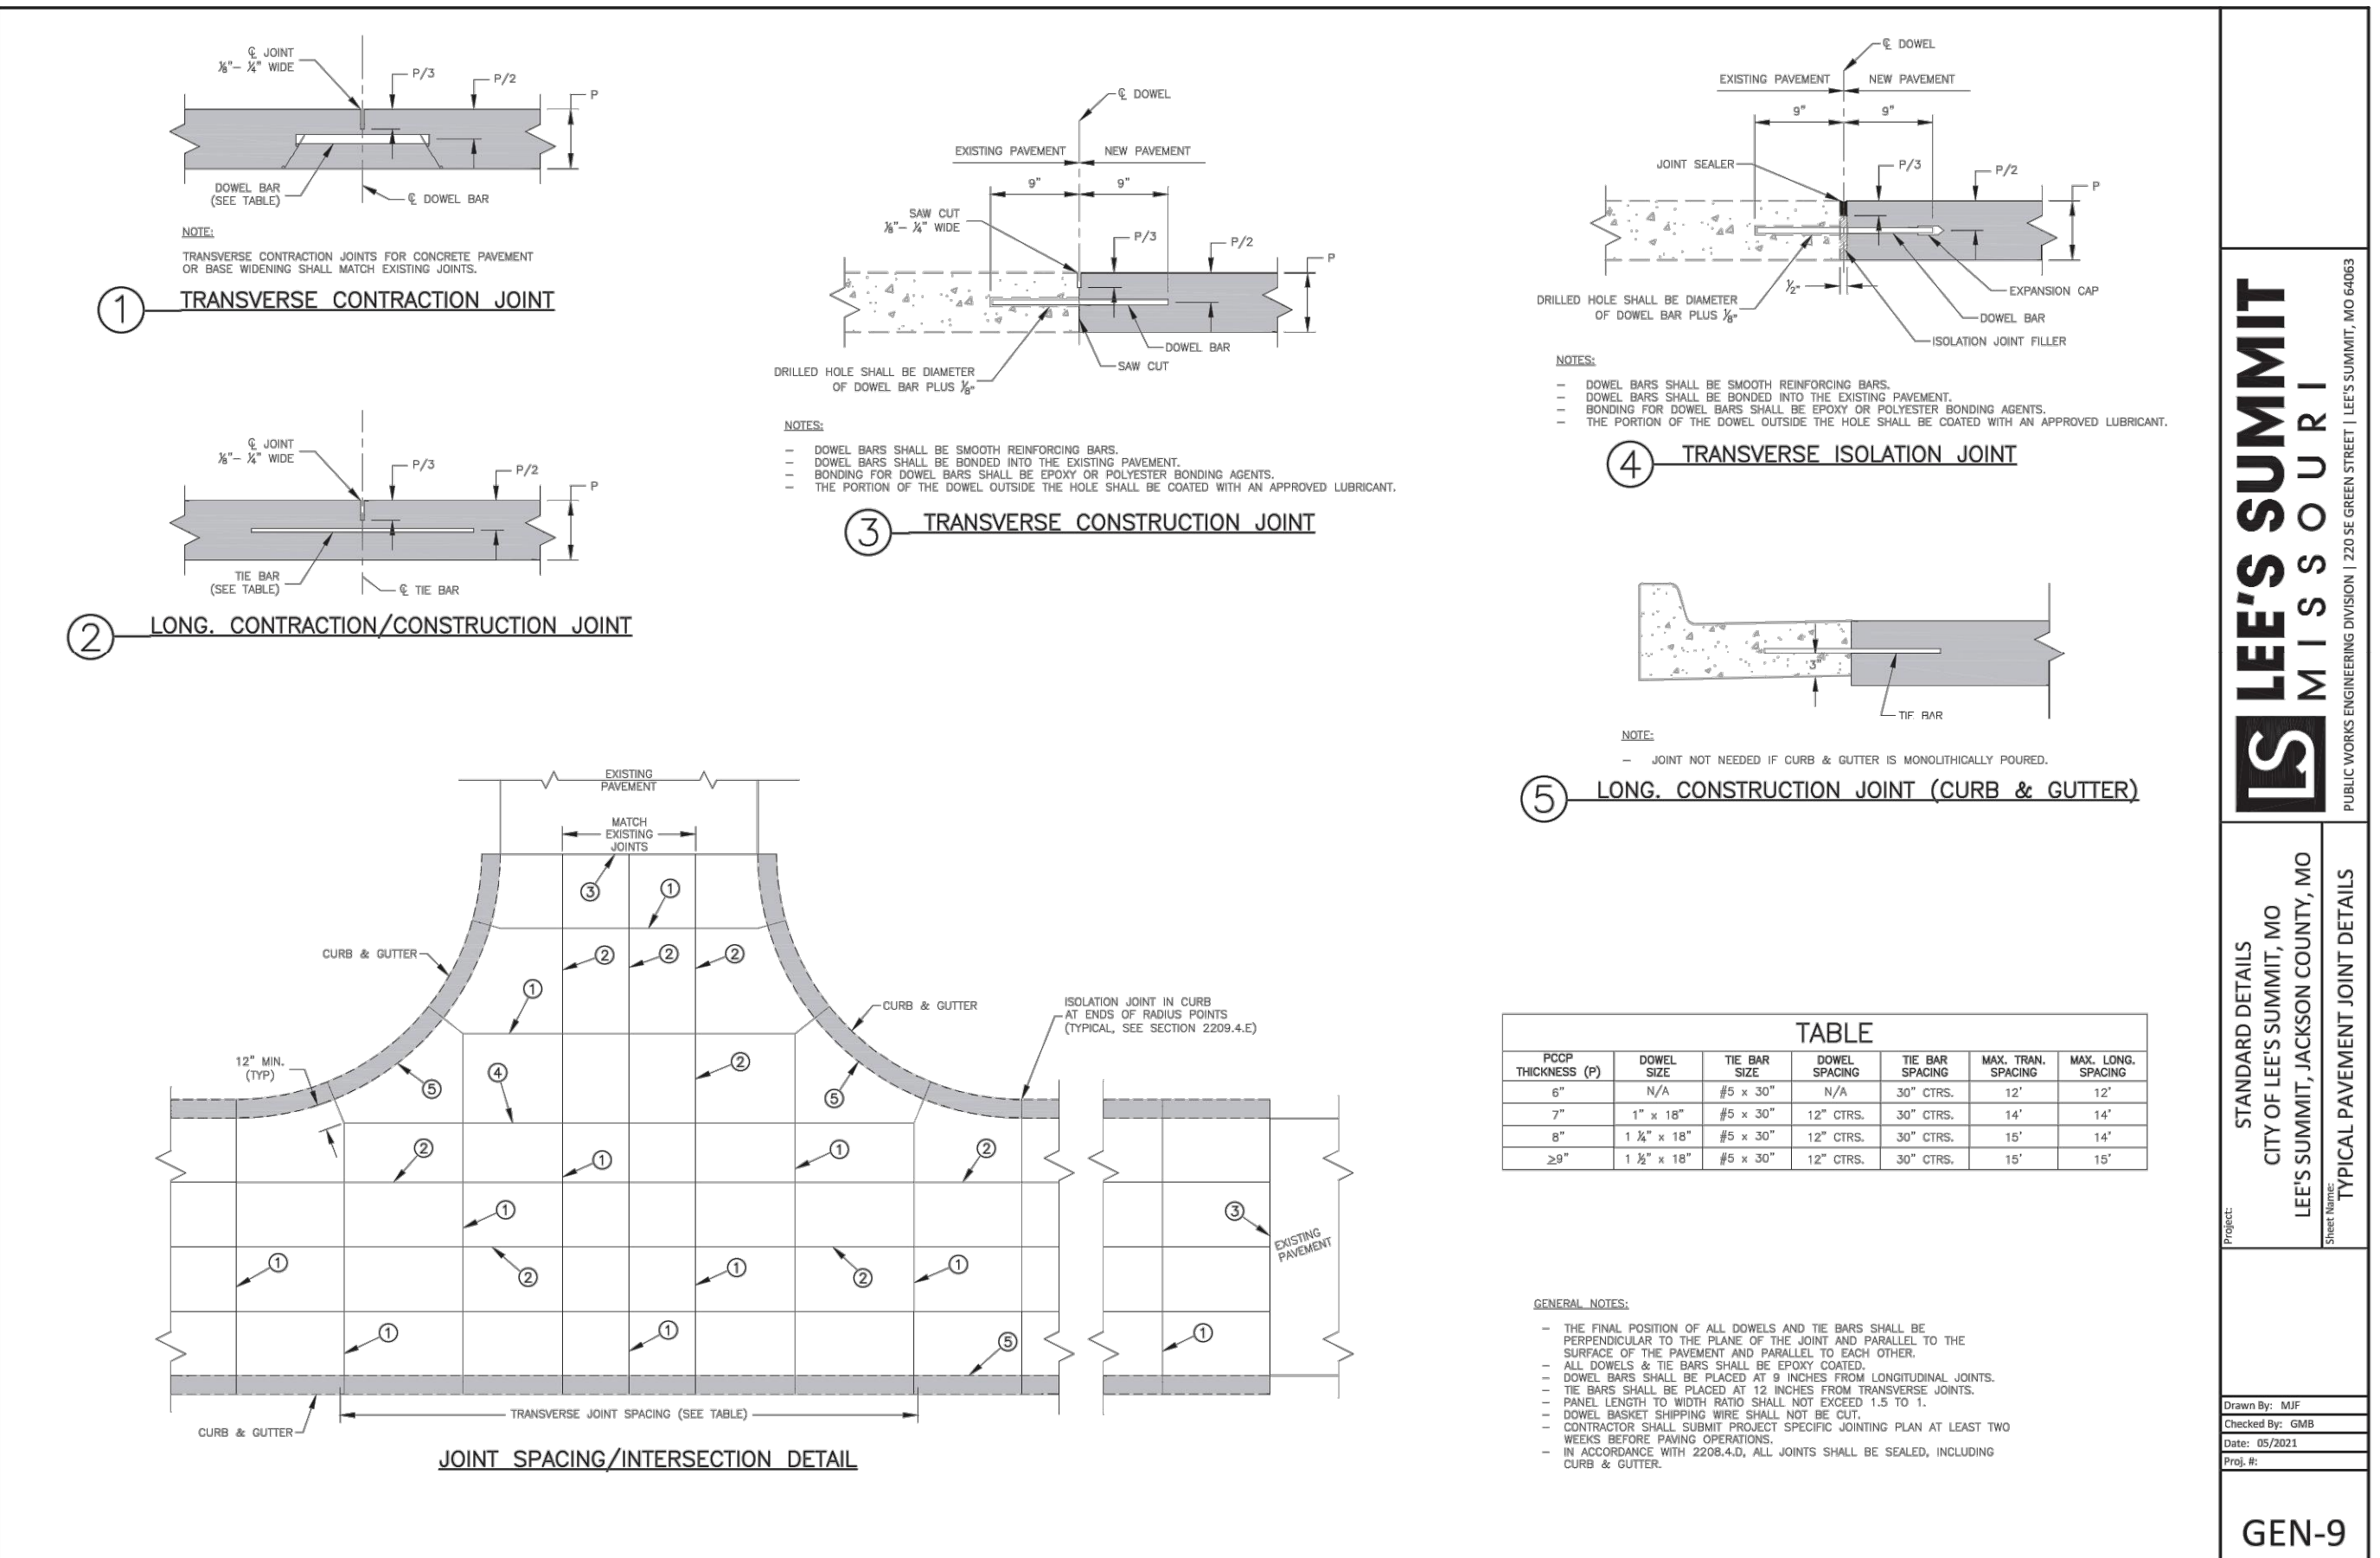 ℄ JOINT
⅛"– ¼" WIDE
P/3
P/2
P
DOWEL BAR
(SEE TABLE)
℄ DOWEL BAR
NOTE:
TRANSVERSE CONTRACTION JOINTS FOR CONCRETE PAVEMENT
OR BASE WIDENING SHALL MATCH EXISTING JOINTS.
1 TRANSVERSE CONTRACTION JOINT
℄ JOINT
⅛"– ¼" WIDE
P/3
P/2
P
TIE BAR
(SEE TABLE)
℄ TIE BAR
2 LONG. CONTRACTION/CONSTRUCTION JOINT
℄ DOWEL
EXISTING PAVEMENT
NEW PAVEMENT
9"
9"
SAW CUT
⅛"– ¼" WIDE
P/3
P/2
P
DOWEL BAR
SAW CUT
DRILLED HOLE SHALL BE DIAMETER
OF DOWEL BAR PLUS ⅛"
NOTES:
– DOWEL BARS SHALL BE SMOOTH REINFORCING BARS.
– DOWEL BARS SHALL BE BONDED INTO THE EXISTING PAVEMENT.
– BONDING FOR DOWEL BARS SHALL BE EPOXY OR POLYESTER BONDING AGENTS.
– THE PORTION OF THE DOWEL OUTSIDE THE HOLE SHALL BE COATED WITH AN APPROVED LUBRICANT.
3 TRANSVERSE CONSTRUCTION JOINT
℄ DOWEL
EXISTING PAVEMENT
NEW PAVEMENT
9"
9"
JOINT SEALER
P/3
P/2
P
½"
EXPANSION CAP
DRILLED HOLE SHALL BE DIAMETER
OF DOWEL BAR PLUS ⅛"
DOWEL BAR
ISOLATION JOINT FILLER
NOTES:
– DOWEL BARS SHALL BE SMOOTH REINFORCING BARS.
– DOWEL BARS SHALL BE BONDED INTO THE EXISTING PAVEMENT.
– BONDING FOR DOWEL BARS SHALL BE EPOXY OR POLYESTER BONDING AGENTS.
– THE PORTION OF THE DOWEL OUTSIDE THE HOLE SHALL BE COATED WITH AN APPROVED LUBRICANT.
4 TRANSVERSE ISOLATION JOINT
3"
TIE BAR
NOTE:
– JOINT NOT NEEDED IF CURB & GUTTER IS MONOLITHICALLY POURED.
5 LONG. CONSTRUCTION JOINT (CURB & GUTTER)
EXISTING
PAVEMENT
MATCH
EXISTING
JOINTS
3
1
CURB & GUTTER
2
2
2
1
CURB & GUTTER
ISOLATION JOINT IN CURB
AT ENDS OF RADIUS POINTS
(TYPICAL, SEE SECTION 2209.4.E)
12" MIN.
(TYP)
5
4
2
5
2
1
1
2
1
3
EXISTING
PAVEMENT
1
2
1
2
1
1
1
5
1
TRANSVERSE JOINT SPACING (SEE TABLE)
CURB & GUTTER
JOINT SPACING/INTERSECTION DETAIL
TABLE
PCCP THICKNESS (P) DOWEL SIZE TIE BAR SIZE DOWEL SPACING TIE BAR SPACING MAX. TRAN. SPACING MAX. LONG. SPACING
6" N/A #5 x 30" N/A 30" CTRS. 12' 12'
7" 1" x 18" #5 x 30" 12" CTRS. 30" CTRS. 14' 14'
8" 1 ¼" x 18" #5 x 30" 12" CTRS. 30" CTRS. 15' 14'
≥9" 1 ½" x 18" #5 x 30" 12" CTRS. 30" CTRS. 15' 15'
GENERAL NOTES:
– THE FINAL POSITION OF ALL DOWELS AND TIE BARS SHALL BE
PERPENDICULAR TO THE PLANE OF THE JOINT AND PARALLEL TO THE
SURFACE OF THE PAVEMENT AND PARALLEL TO EACH OTHER.
– ALL DOWELS & TIE BARS SHALL BE EPOXY COATED.
– DOWEL BARS SHALL BE PLACED AT 9 INCHES FROM LONGITUDINAL JOINTS.
– TIE BARS SHALL BE PLACED AT 12 INCHES FROM TRANSVERSE JOINTS.
– PANEL LENGTH TO WIDTH RATIO SHALL NOT EXCEED 1.5 TO 1.
– DOWEL BASKET SHIPPING WIRE SHALL NOT BE CUT.
– CONTRACTOR SHALL SUBMIT PROJECT SPECIFIC JOINTING PLAN AT LEAST TWO
WEEKS BEFORE PAVING OPERATIONS.
– IN ACCORDANCE WITH 2208.4.D, ALL JOINTS SHALL BE SEALED, INCLUDING
CURB & GUTTER.
LS
LEE'S SUMMIT
MISSOURI
PUBLIC WORKS ENGINEERING DIVISION | 220 SE GREEN STREET | LEE'S SUMMIT, MO 64063
Project:
STANDARD DETAILS
CITY OF LEE'S SUMMIT, MO
LEE'S SUMMIT, JACKSON COUNTY, MO
Sheet Name:
TYPICAL PAVEMENT JOINT DETAILS
Drawn By: MJF
Checked By: GMB
Date: 05/2021
Proj. #:
GEN-9